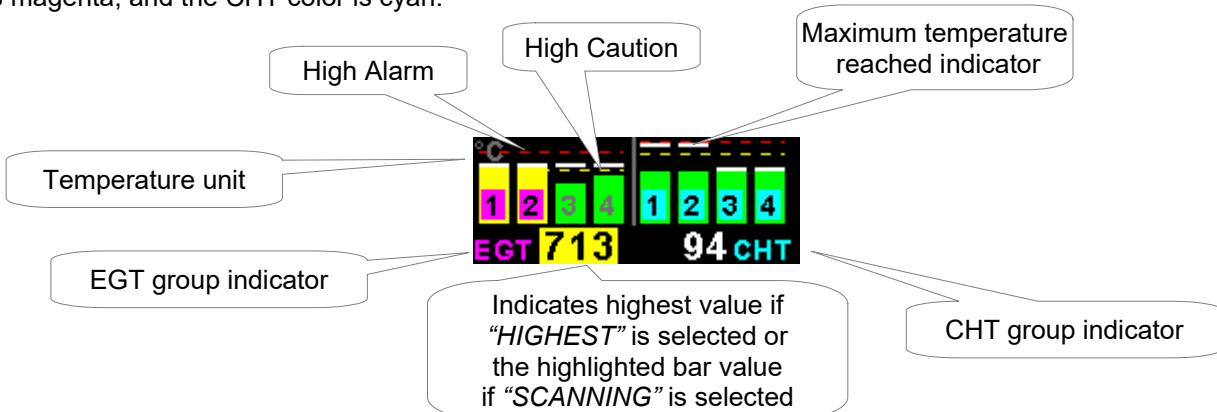 s magenta, and the CHT color is cyan.
High Alarm
High Caution
Maximum temperature
reached indicator
Temperature unit
°C
1 2 3 4 1 2 3 4
EGT 713 94 CHT
EGT group indicator
Indicates highest value if
“HIGHEST” is selected or
the highlighted bar value
if “SCANNING” is selected
CHT group indicator